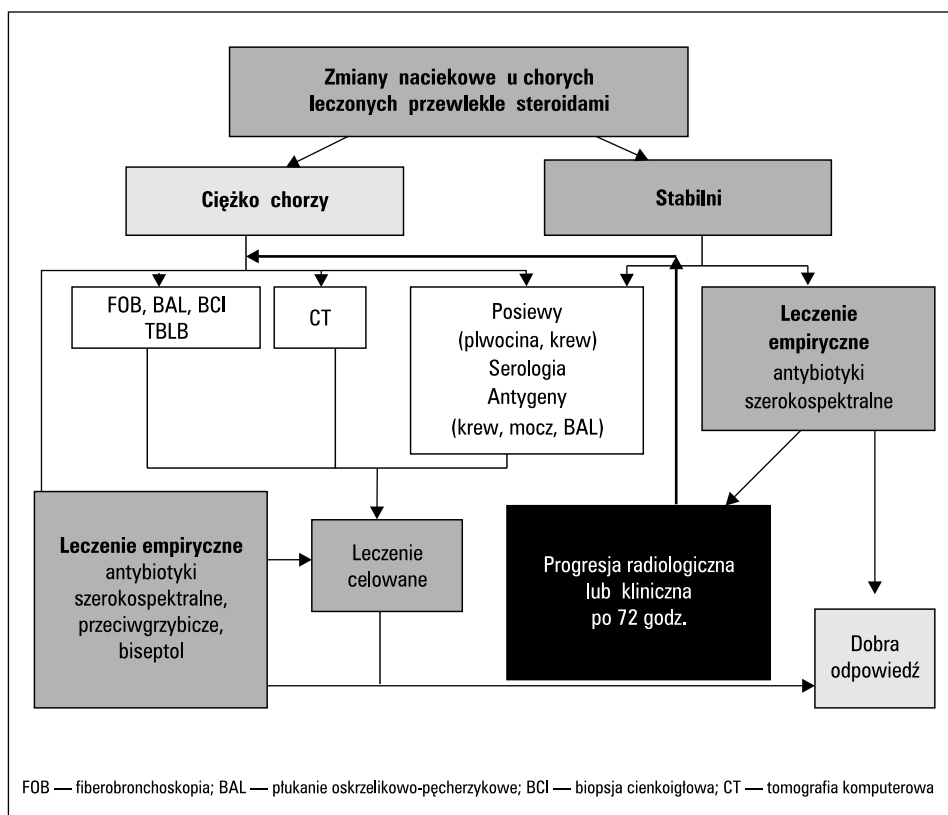 Zmiany naciekowe u chorych
leczonych przewlekle steroidami
Ciężko chorzy
Stabilni
FOB, BAL, BCI
TBLB
CT
Posiewy
(plwocina, krew)
Serologia
Antygeny
(krew, mocz, BAL)
Leczenie
empiryczne
antybiotyki
szerokospektralne
Leczenie empiryczne
antybiotyki
szerokospektralne,
przeciwgrzybicze,
biseptol
Leczenie
celowane
Progresja radiologiczna
lub kliniczna
po 72 godz.
Dobra
odpowiedź
FOB — fiberobronchoskopia; BAL — płukanie oskrzelikowo-pęcherzykowe; BCI — biopsja cienkoigłowa; CT — tomografia komputerowa